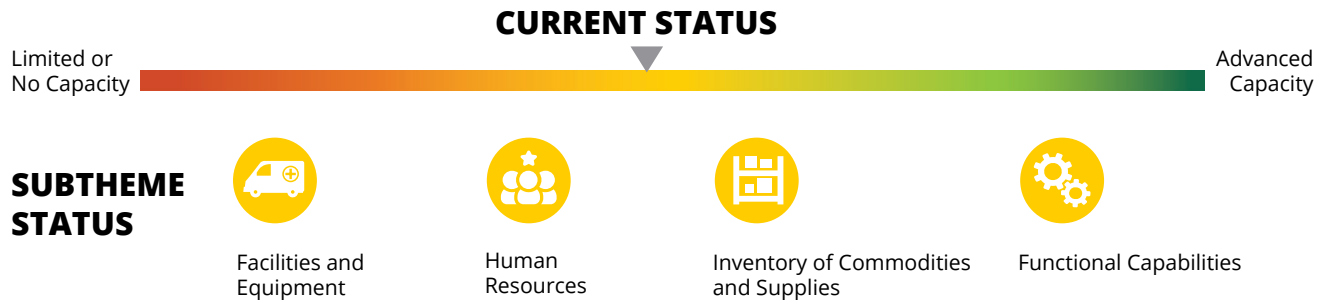 CURRENT STATUS
Limited or
No Capacity
Advanced
Capacity
SUBTHEME
STATUS
Facilities and
Equipment
Human
Resources
Inventory of Commodities
and Supplies
Functional Capabilities